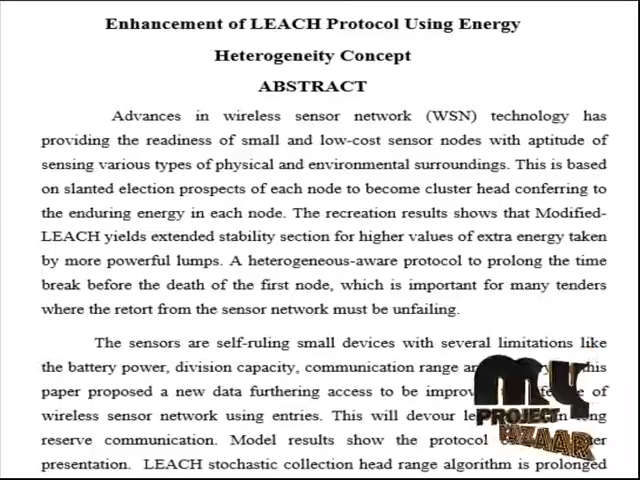 Enhancement of LEACH Protocol Using Energy
Heterogeneity Concept
ABSTRACT
Advances in wireless sensor network (WSN) technology has
providing the readiness of small and low-cost sensor nodes with aptitude of
sensing various types of physical and environmental surroundings. This is based
on slanted election prospects of each node to become cluster head conferring to
the enduring energy in each node. The recreation results shows that Modified-
LEACH yields extended stability section for higher values of extra energy taken
by more powerful lumps. A heterogeneous-aware protocol to prolong the time
break before the death of the first node, which is important for many tenders
where the retort from the sensor network must be unfailing.
The sensors are self-ruling small devices with several limitations like
the battery power, division capacity, communication range
paper proposed a new data furthering access to be of
wireless sensor network using entries. This will devour
reserve communication. Model results show the protocol
presentation. LEACH stochastic collection head range algorithm is prolonged
MY
PROJECT
BAZAAR